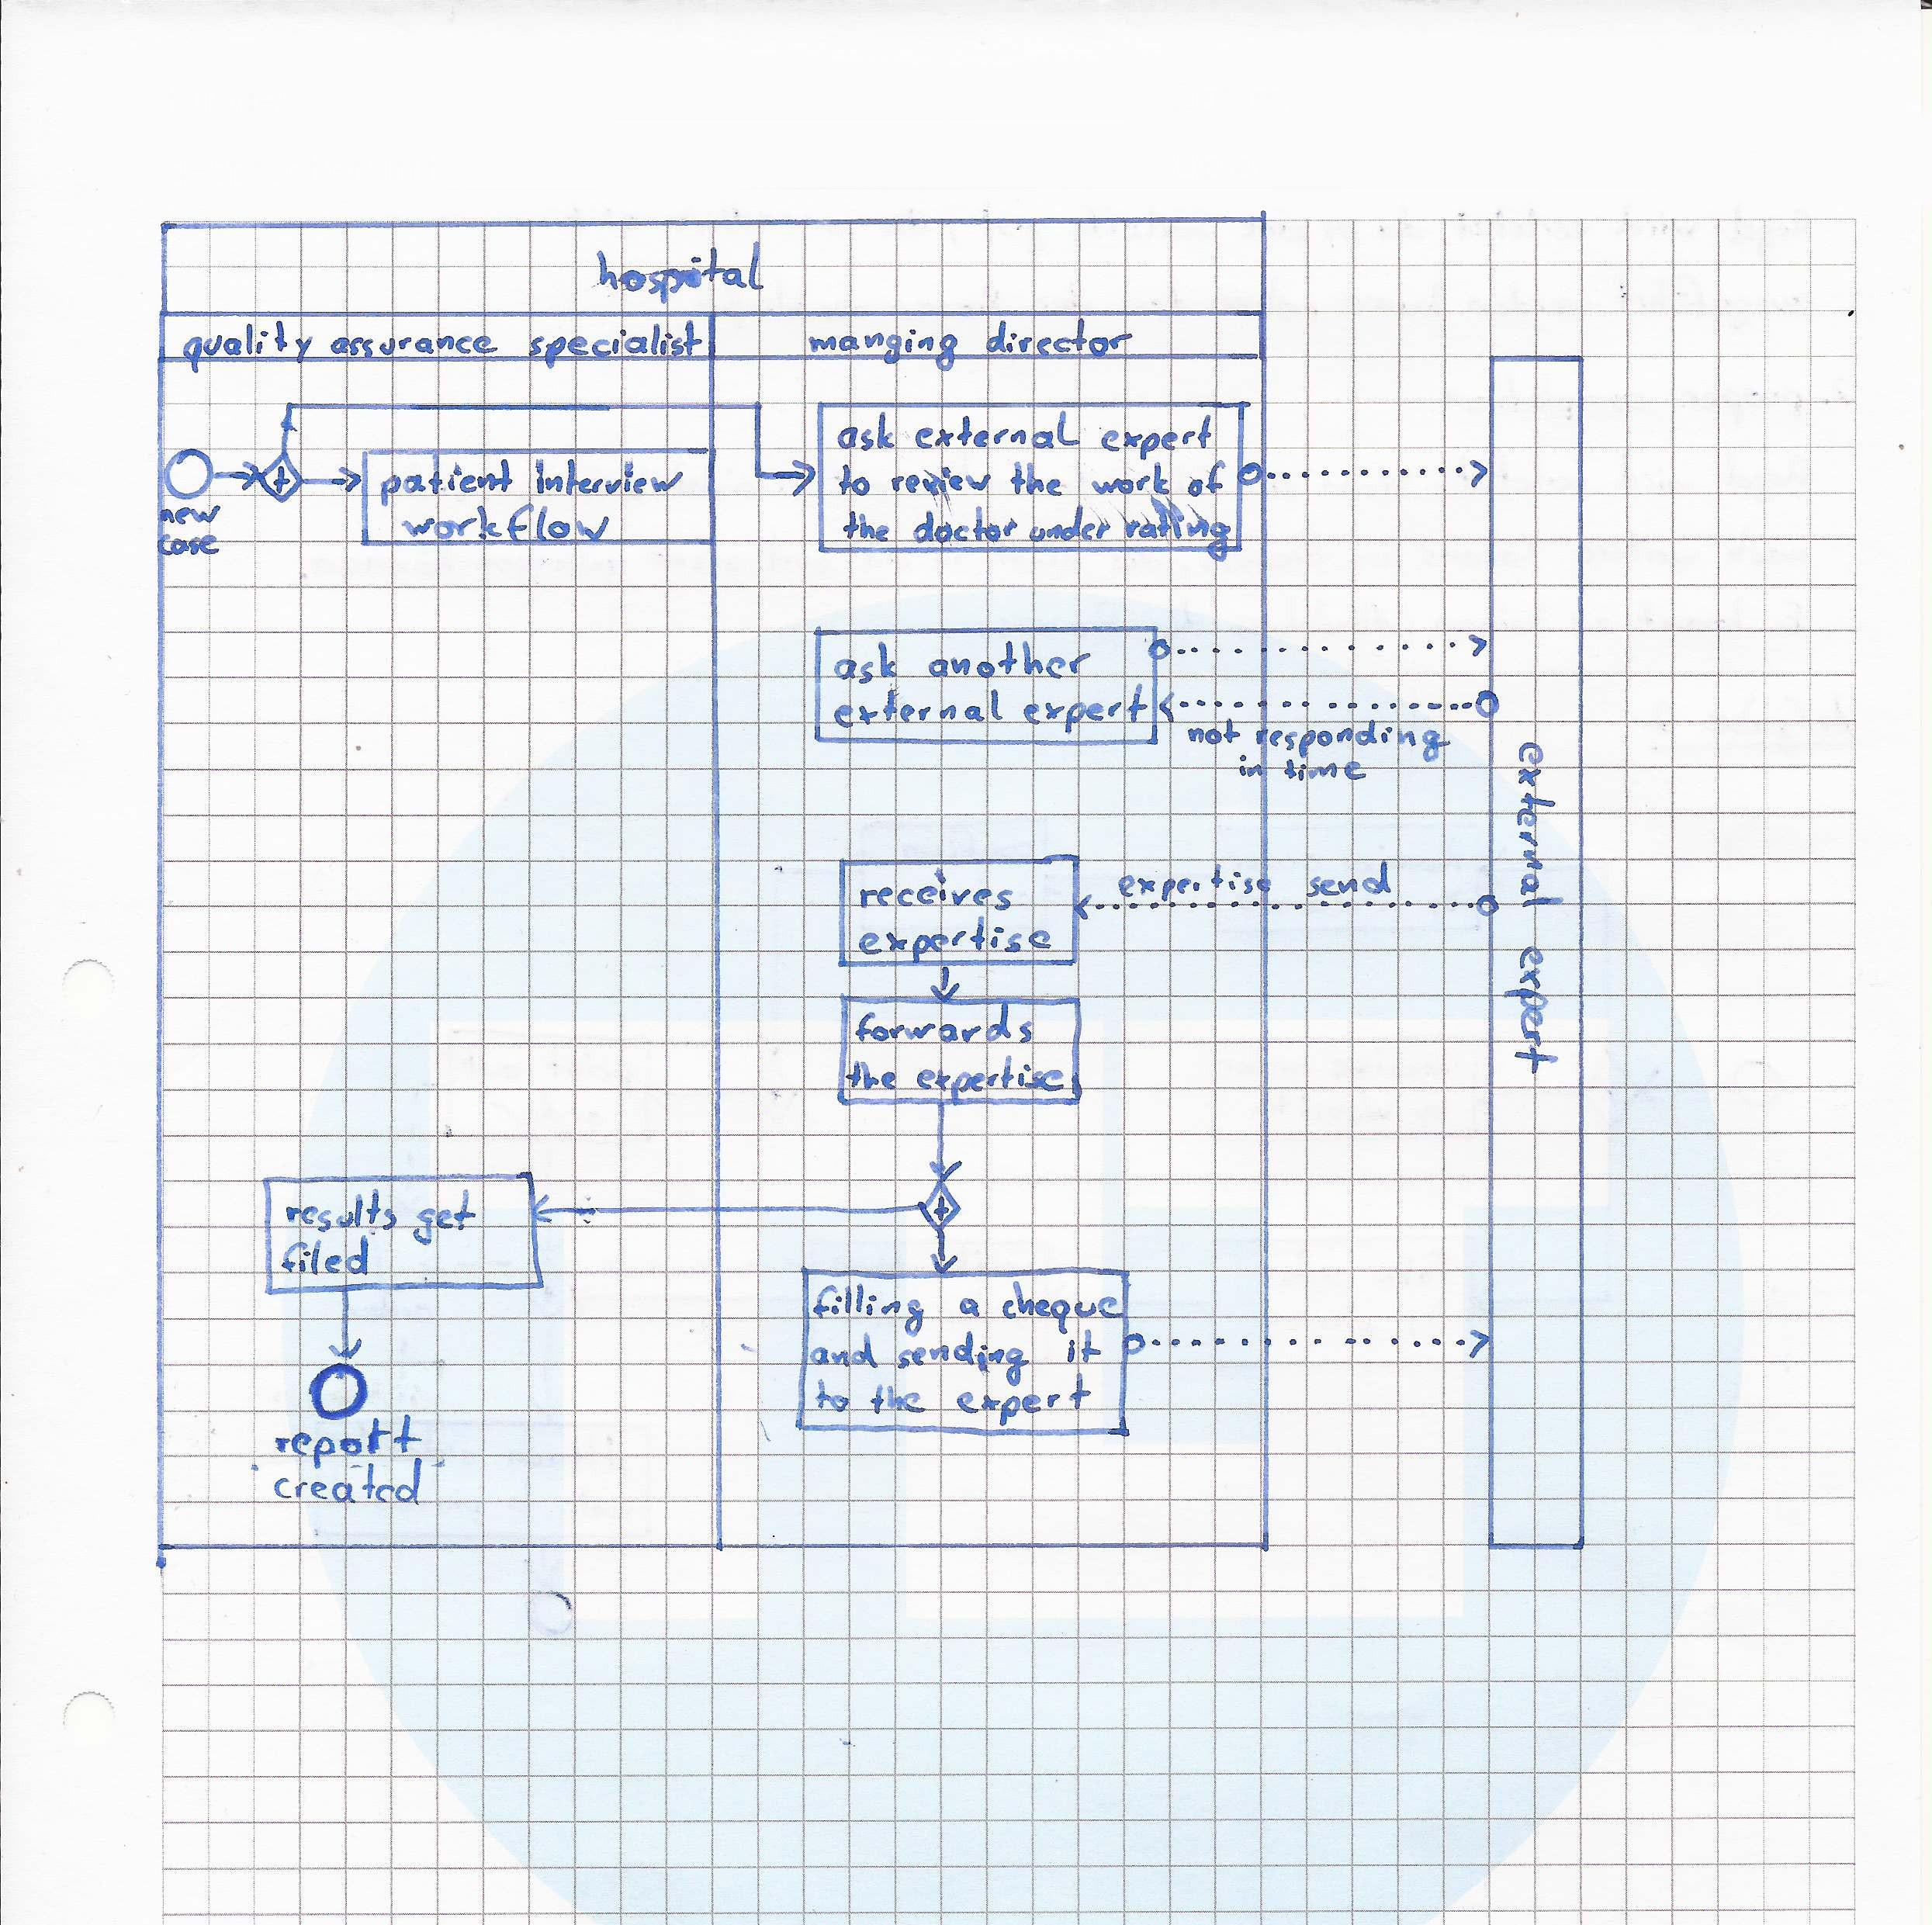 hospital
quality assurance specialist
manging director
new
case
patient interview
workflow
ask external expert
to review the work of
the doctor under rating
ask another
external expert
not responding
in time
expertise send
receives
expertise
forwards
the expertise
results get
filed
filling a cheque
and sending it
to the expert
report
created
external expert